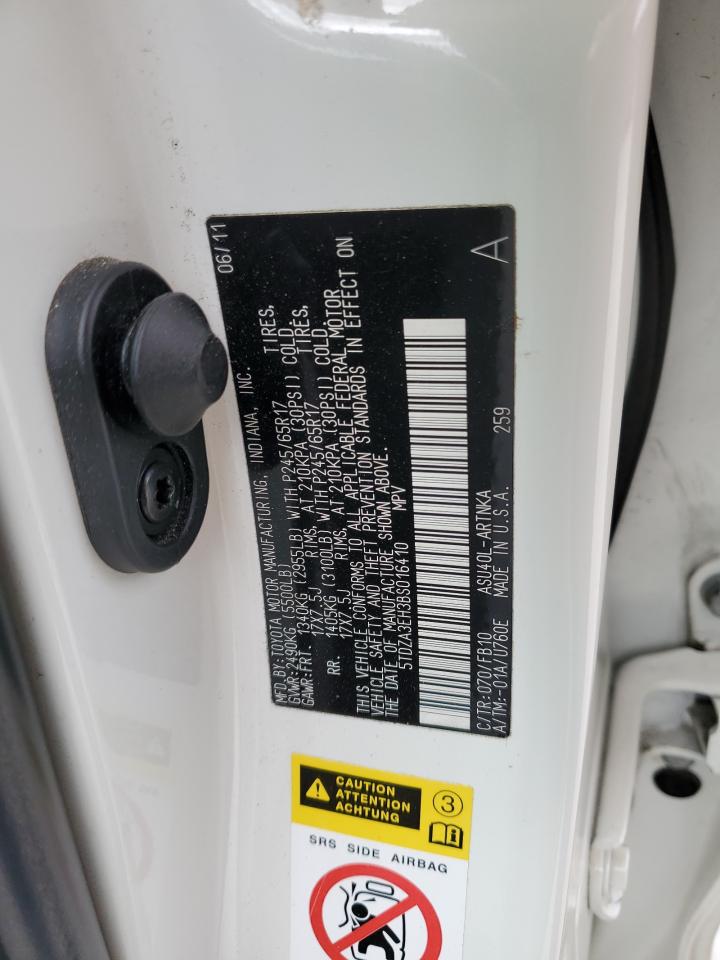 MFD.BY:TOYOTA MOTOR MANUFACTURING, INDIANA, INC. 06/11
GVWR:2490KG(5500LB)
GAWR:FRT. 1340KG (2955LB) WITH P245/65R17 TIRES,
17X7.5J RIMS, AT 210KPA (30PSI) COLD.
RR. 1405KG (3100LB) WITH P245/65R17 TIRES,
17X7.5J RIMS, AT 210KPA (30PSI) COLD.
THIS VEHICLE CONFORMS TO ALL APPLICABLE FEDERAL MOTOR
VEHICLE SAFETY AND THEFT PREVENTION STANDARDS IN EFFECT ON
THE DATE OF MANUFACTURE SHOWN ABOVE.
5TDZA3EH3BS016410 MPV
C/TR:070/FB10 ASU40L-ARTNKA 259 A
A/TM:-01A/U760E MADE IN U.S.A.
CAUTION
ATTENTION
ACHTUNG
3
SRS SIDE AIRBAG